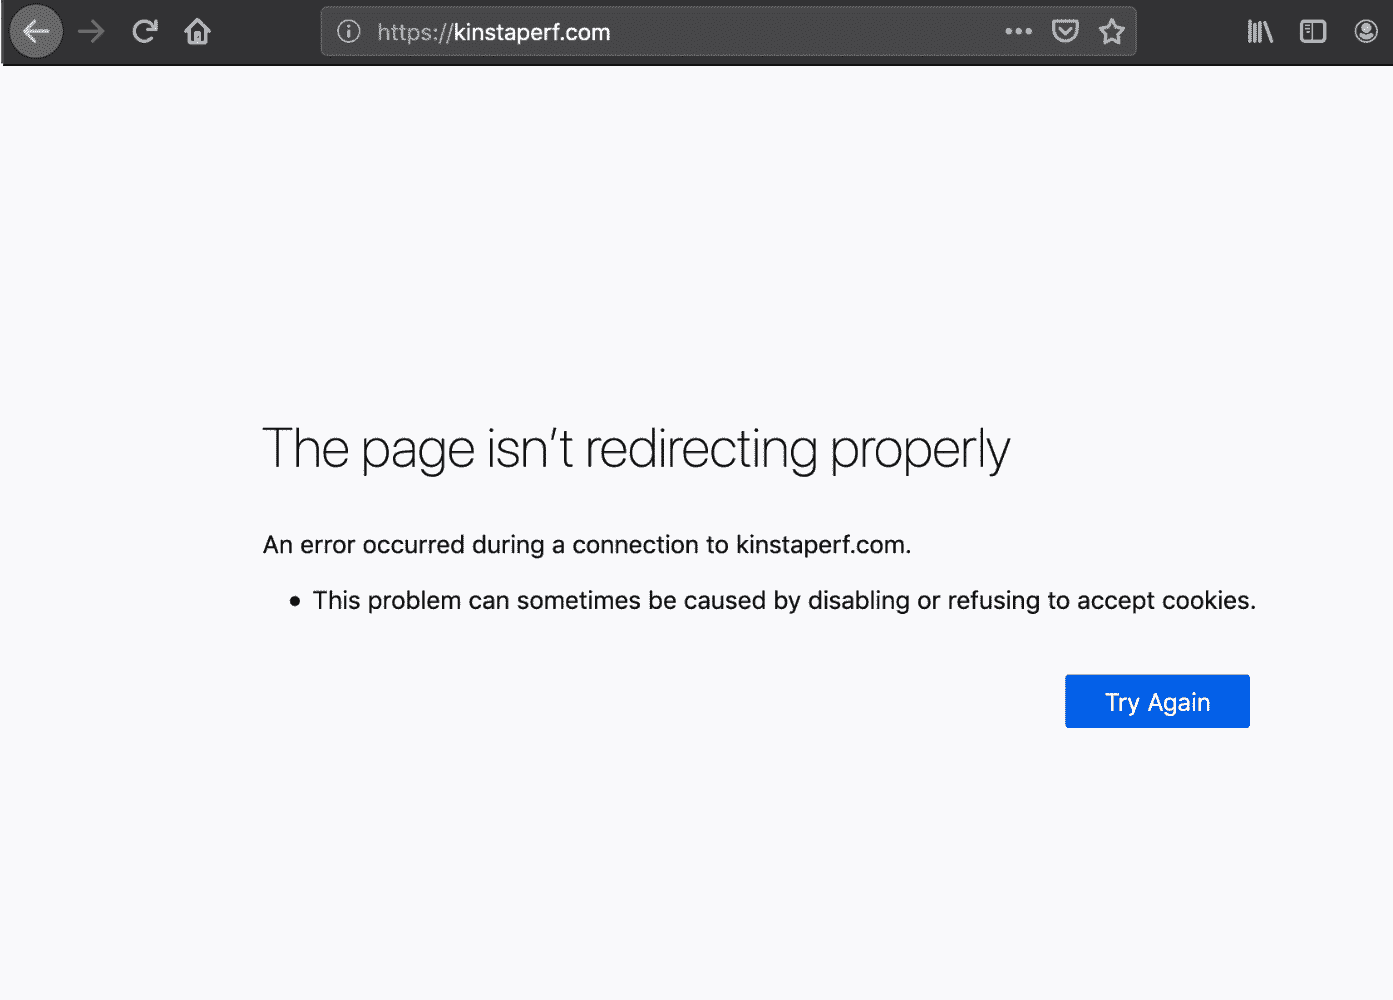 https://kinstaperf.com
The page isn’t redirecting properly
An error occurred during a connection to kinstaperf.com.
• This problem can sometimes be caused by disabling or refusing to accept cookies.
Try Again